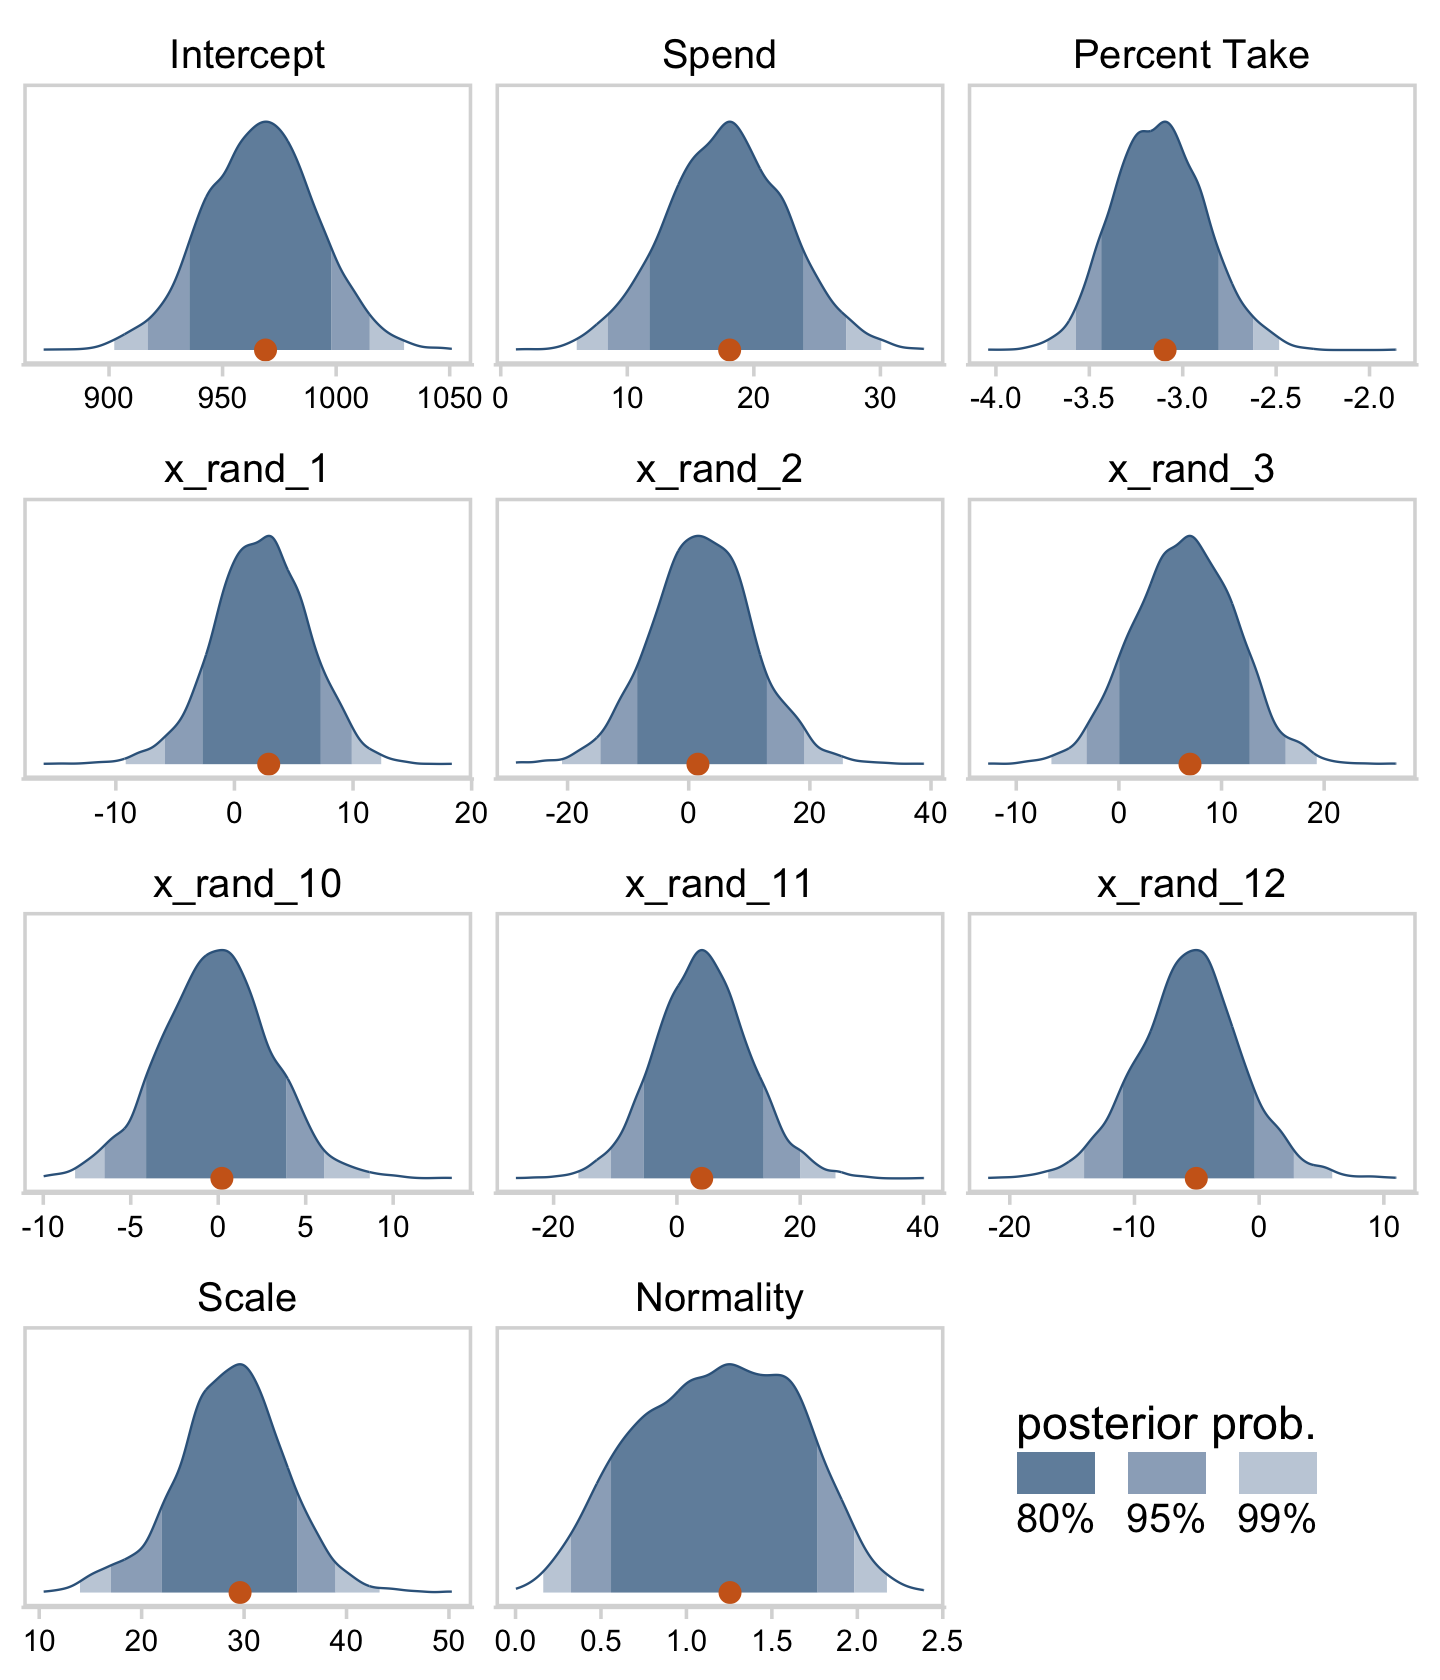 Intercept Spend Percent Take
900 950 1000 1050 0 10 20 30 -4.0 -3.5 -3.0 -2.5 -2.0
x_rand_1 x_rand_2 x_rand_3
-10 0 10 20 -20 0 20 40 -10 0 10 20
x_rand_10 x_rand_11 x_rand_12
-10 -5 0 5 10 -20 0 20 40 -20 -10 0 10
Scale Normality
posterior prob.
80% 95% 99%
10 20 30 40 50 0.0 0.5 1.0 1.5 2.0 2.5